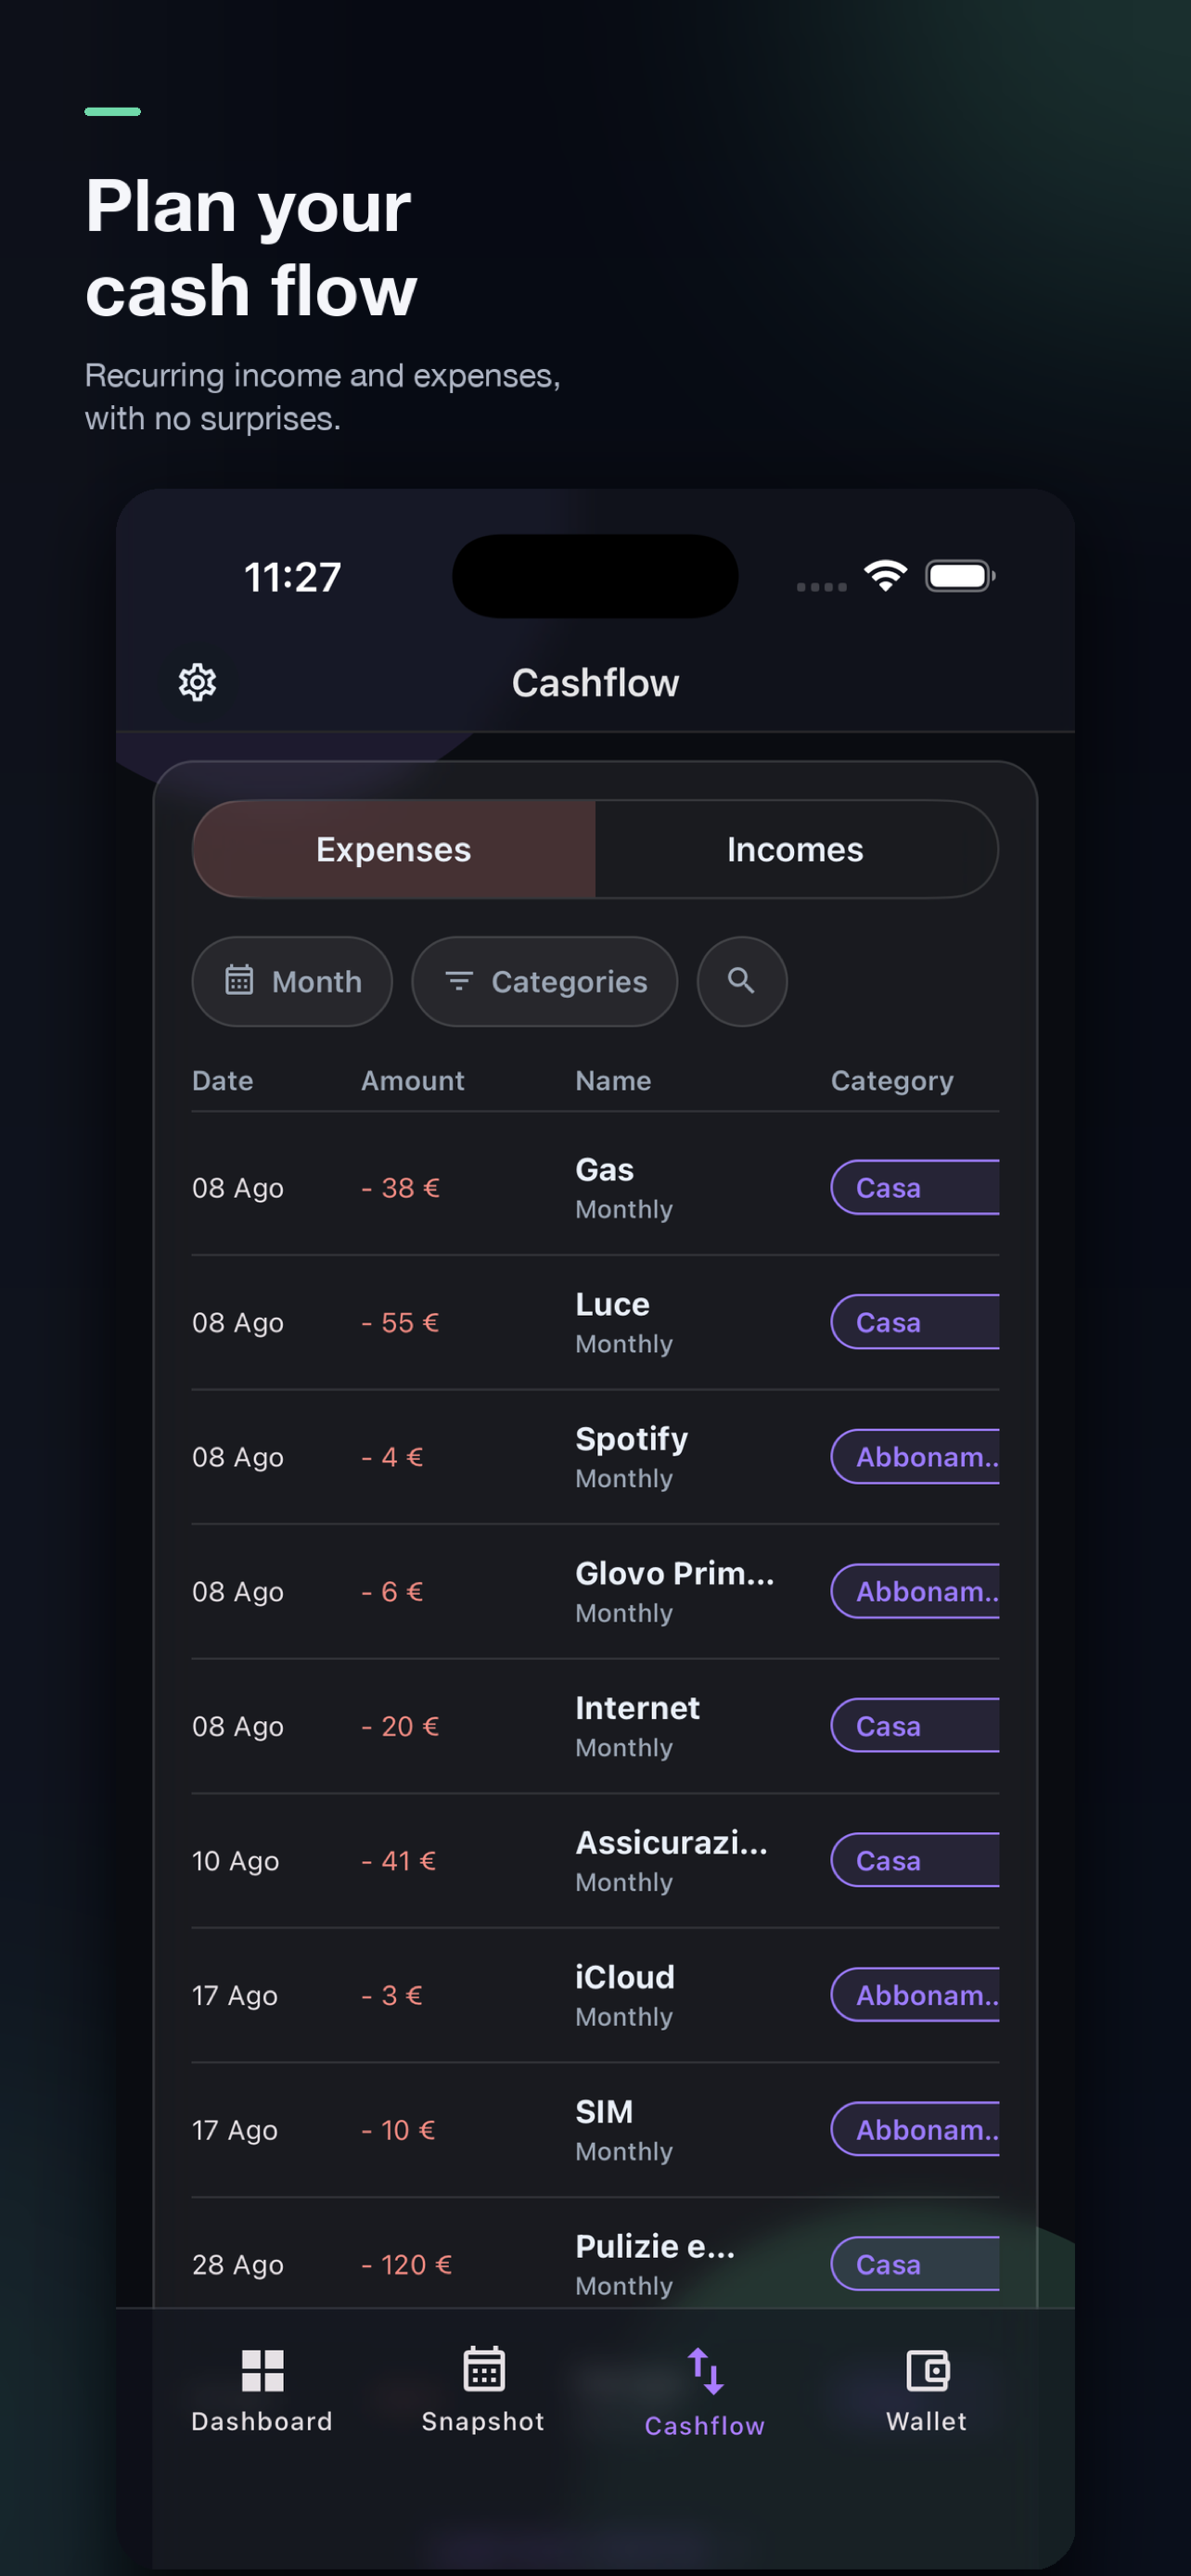 Plan your
cash flow
Recurring income and expenses,
with no surprises.
11:27
Cashflow
Expenses Incomes
Month Categories
Date Amount Name Category
08 Ago - 38 € Gas Casa
Monthly
08 Ago - 55 € Luce Casa
Monthly
08 Ago - 4 € Spotify Abbonam..
Monthly
08 Ago - 6 € Glovo Prim... Abbonam..
Monthly
08 Ago - 20 € Internet Casa
Monthly
10 Ago - 41 € Assicurazi... Casa
Monthly
17 Ago - 3 € iCloud Abbonam..
Monthly
17 Ago - 10 € SIM Abbonam..
Monthly
28 Ago - 120 € Pulizie e... Casa
Monthly
Dashboard Snapshot Cashflow Wallet